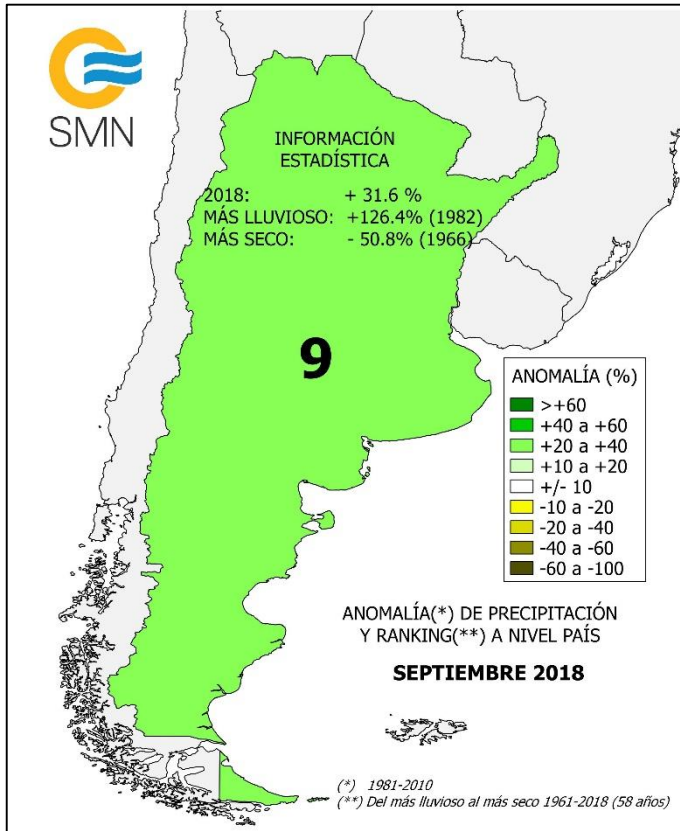 SMN
INFORMACIÓN
ESTADÍSTICA
2018: + 31.6 %
MÁS LLUVIOSO: +126.4% (1982)
MÁS SECO: - 50.8% (1966)
9
ANOMALÍA (%)
>+60
+40 a +60
+20 a +40
+10 a +20
+/- 10
-10 a -20
-20 a -40
-40 a -60
-60 a -100
ANOMALÍA(*) DE PRECIPITACIÓN
Y RANKING(**) A NIVEL PAÍS
SEPTIEMBRE 2018
(*) 1981-2010
(**) Del más lluvioso al más seco 1961-2018 (58 años)